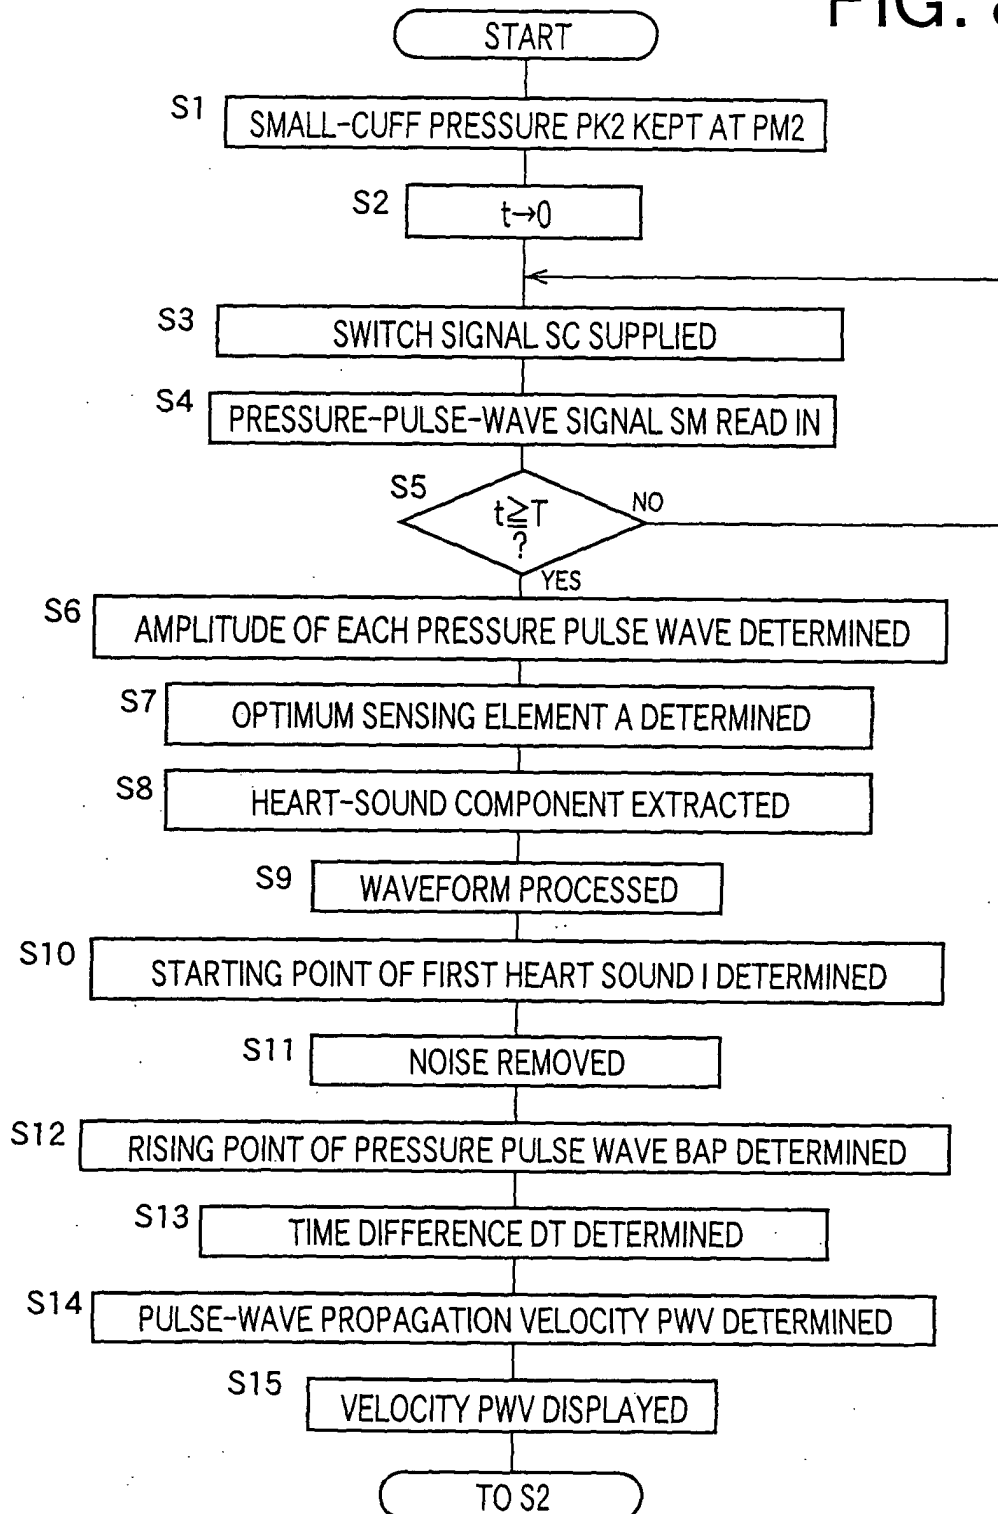 FIG. 8
START
S1
SMALL-CUFF PRESSURE PK2 KEPT AT PM2
S2
t→0
S3
SWITCH SIGNAL SC SUPPLIED
S4
PRESSURE-PULSE-WAVE SIGNAL SM READ IN
S5
t≧T
?
NO
YES
S6
AMPLITUDE OF EACH PRESSURE PULSE WAVE DETERMINED
S7
OPTIMUM SENSING ELEMENT A DETERMINED
S8
HEART-SOUND COMPONENT EXTRACTED
S9
WAVEFORM PROCESSED
S10
STARTING POINT OF FIRST HEART SOUND I DETERMINED
S11
NOISE REMOVED
S12
RISING POINT OF PRESSURE PULSE WAVE BAP DETERMINED
S13
TIME DIFFERENCE DT DETERMINED
S14
PULSE-WAVE PROPAGATION VELOCITY PWV DETERMINED
S15
VELOCITY PWV DISPLAYED
TO S2